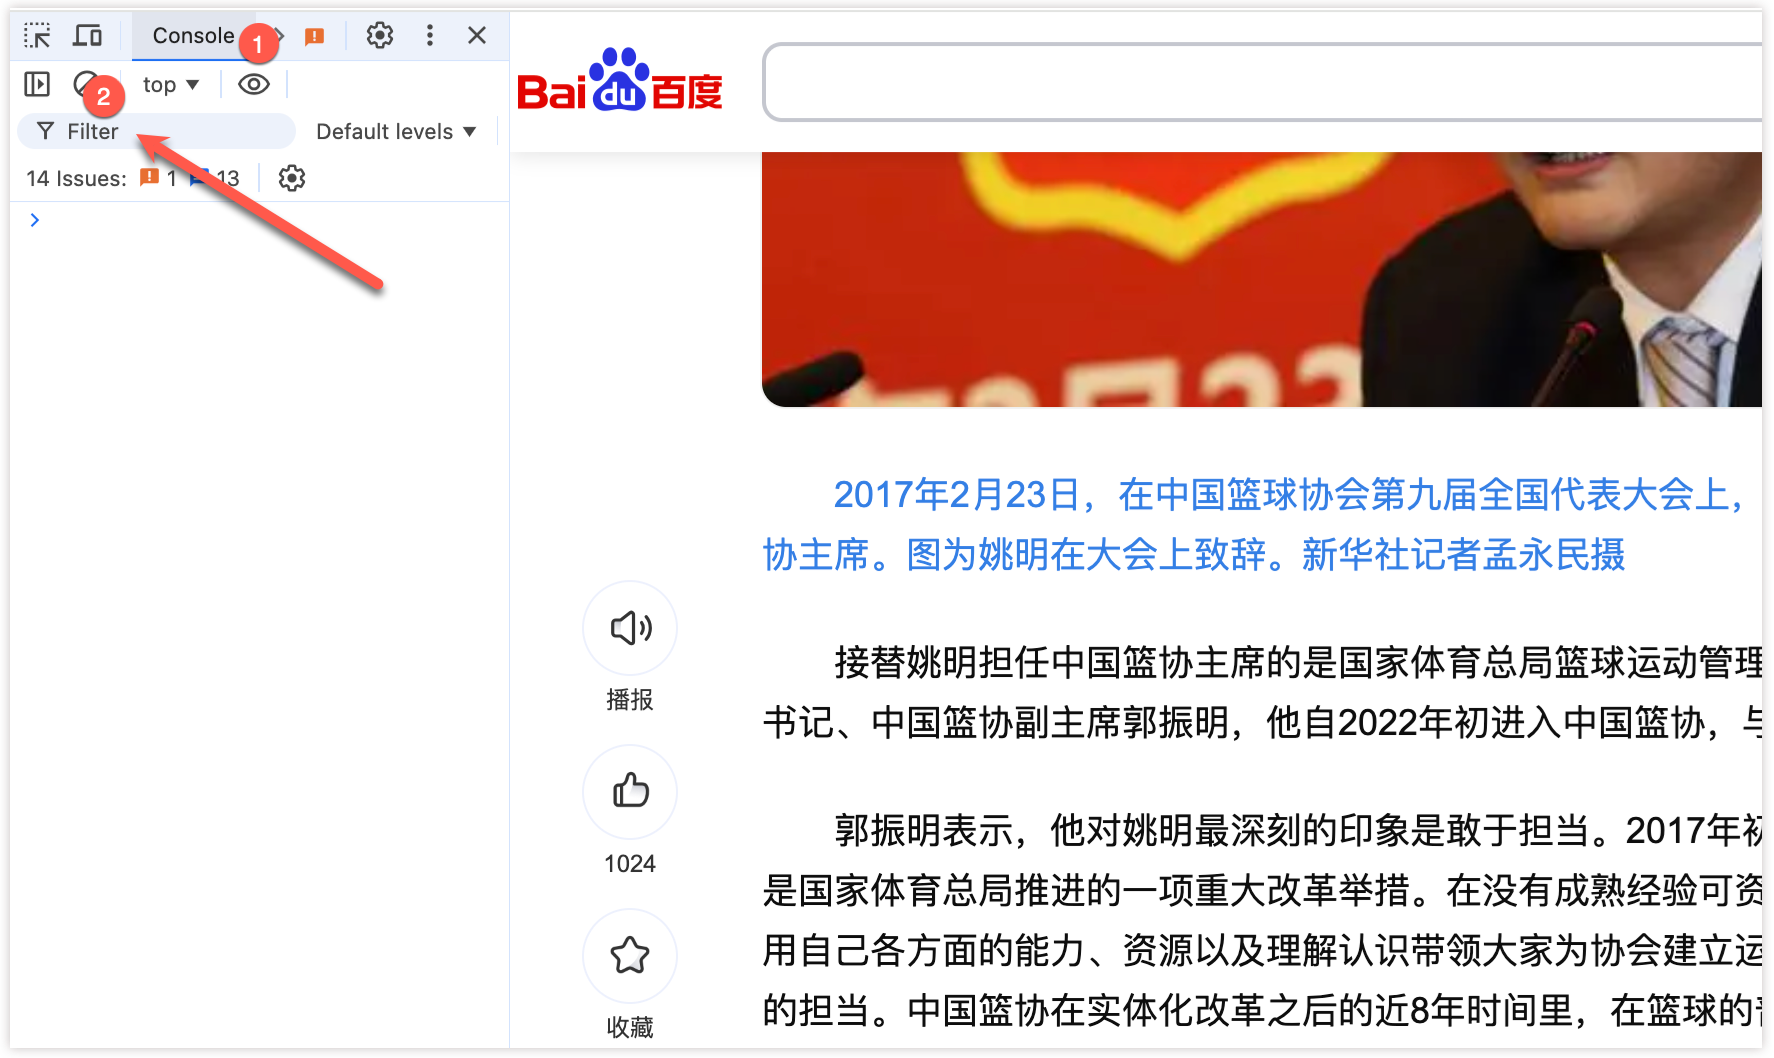 Console
1
2
top
Filter
Default levels
14 Issues: 1 13
Bai du 百度
年2月23
2017年2月23日，在中国篮球协会第九届全国代表大会上，
协主席。图为姚明在大会上致辞。新华社记者孟永民摄
接替姚明担任中国篮协主席的是国家体育总局篮球运动管理
书记、中国篮协副主席郭振明，他自2022年初进入中国篮协，与
郭振明表示，他对姚明最深刻的印象是敢于担当。2017年初
是国家体育总局推进的一项重大改革举措。在没有成熟经验可资
用自己各方面的能力、资源以及理解认识带领大家为协会建立运
的担当。中国篮协在实体化改革之后的近8年时间里，在篮球的
播报
1024
收藏